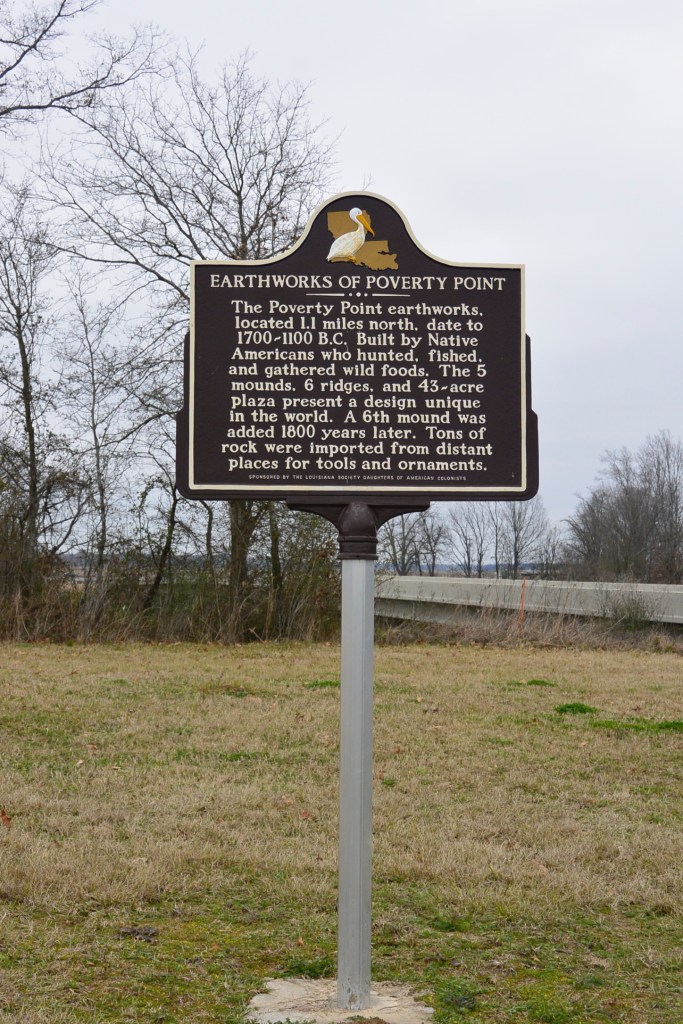 EARTHWORKS OF POVERTY POINT
The Poverty Point earthworks,
located 1.1 miles north, date to
1700-1100 B.C. Built by Native
Americans who hunted, fished,
and gathered wild foods. The 5
mounds, 6 ridges, and 43-acre
plaza present a design unique
in the world. A 6th mound was
added 1800 years later. Tons of
rock were imported from distant
places for tools and ornaments.
SPONSORED BY THE LOUISIANA SOCIETY DAUGHTERS OF AMERICAN COLONISTS